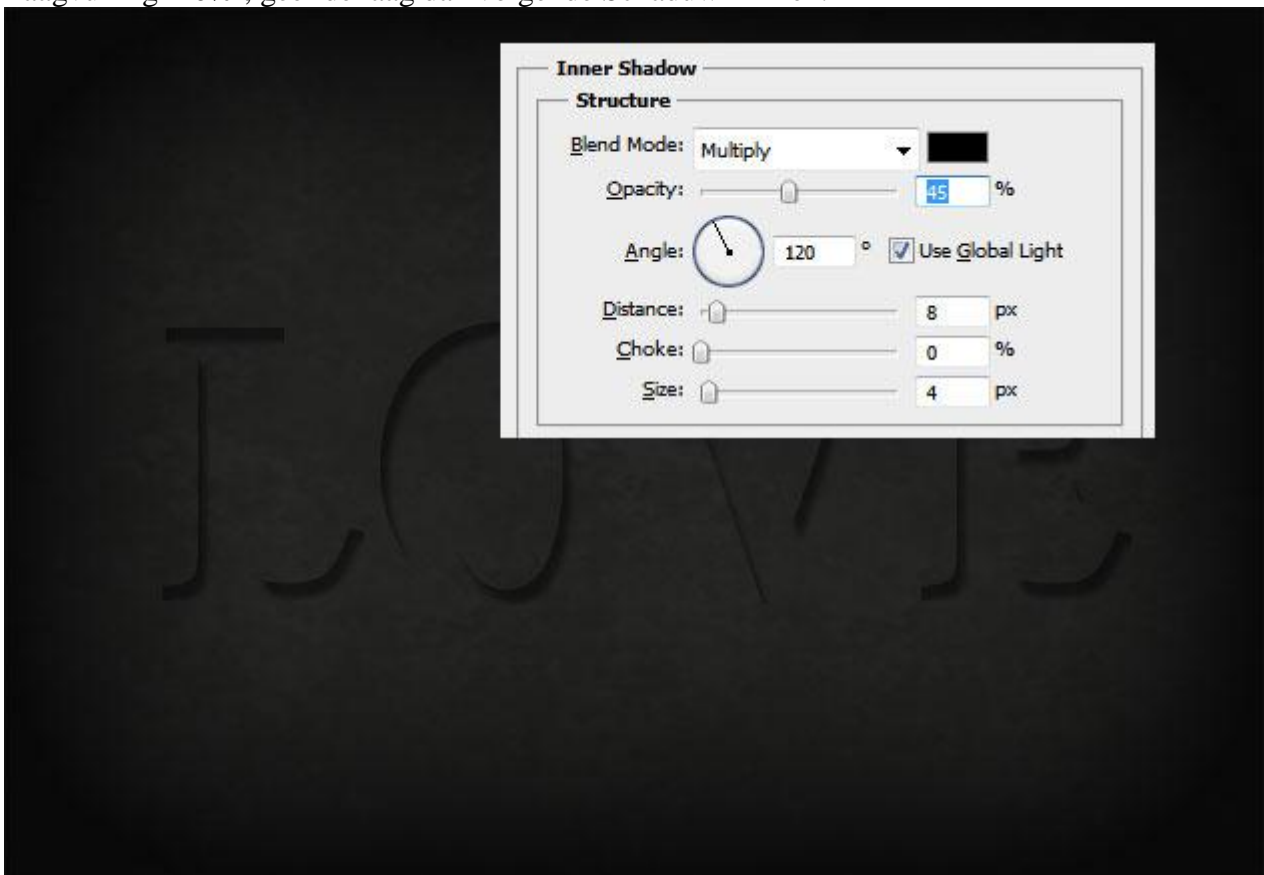 Inner Shadow
Structure
Blend Mode: Multiply
Opacity: 45 %
Angle: 120 ° Use Global Light
Distance: 8 px
Choke: 0 %
Size: 4 px
LOVE